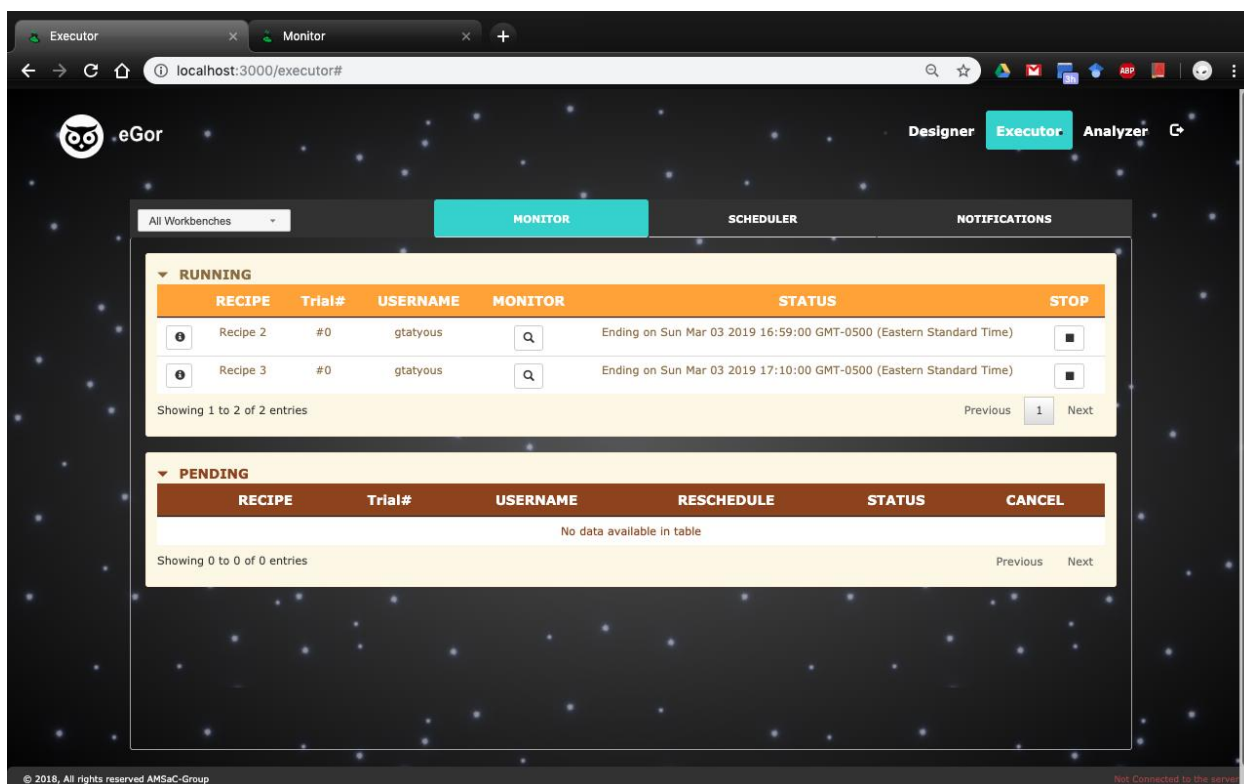 Executor Monitor
localhost:3000/executor#
3h ABP
eGor Designer Executor Analyzer
All Workbenches MONITOR SCHEDULER NOTIFICATIONS
RUNNING
RECIPE Trial# USERNAME MONITOR STATUS STOP
Recipe 2 #0 gtatyous Ending on Sun Mar 03 2019 16:59:00 GMT-0500 (Eastern Standard Time)
Recipe 3 #0 gtatyous Ending on Sun Mar 03 2019 17:10:00 GMT-0500 (Eastern Standard Time)
Showing 1 to 2 of 2 entries Previous 1 Next
PENDING
RECIPE Trial# USERNAME RESCHEDULE STATUS CANCEL
No data available in table
Showing 0 to 0 of 0 entries Previous Next
© 2018, All rights reserved AMSaC-Group Not Connected to the server